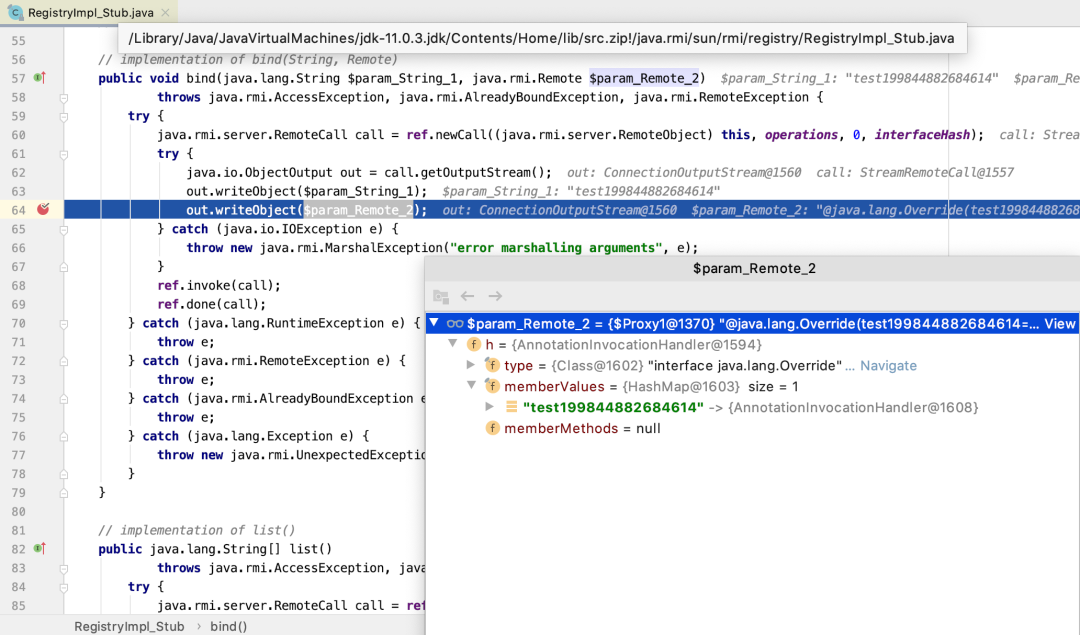 RegistryImpl_Stub.java
/Library/Java/JavaVirtualMachines/jdk-11.0.3.jdk/Contents/Home/lib/src.zip!/java.rmi/sun/rmi/registry/RegistryImpl_Stub.java
55
56 // implementation of bind(String, Remote)
57 public void bind(java.lang.String $param_String_1, java.rmi.Remote $param_Remote_2) $param_String_1: "test199844882684614" $param_Re
58 throws java.rmi.AccessException, java.rmi.AlreadyBoundException, java.rmi.RemoteException {
59 try {
60 java.rmi.server.RemoteCall call = ref.newCall((java.rmi.server.RemoteObject) this, operations, 0, interfaceHash); call: Strea
61 try {
62 java.io.ObjectOutput out = call.getOutputStream(); out: ConnectionOutputStream@1560 call: StreamRemoteCall@1557
63 out.writeObject($param_String_1); $param_String_1: "test199844882684614"
64 out.writeObject($param_Remote_2); out: ConnectionOutputStream@1560 $param_Remote_2: "@java.lang.Override(test19984488268
65 } catch (java.io.IOException e) {
66 throw new java.rmi.MarshalException("error marshalling arguments", e);
67 }
68 ref.invoke(call);
69 ref.done(call);
70 } catch (java.lang.RuntimeException e) {
71 throw e;
72 } catch (java.rmi.RemoteException e) {
73 throw e;
74 } catch (java.rmi.AlreadyBoundException e
75 throw e;
76 } catch (java.lang.Exception e) {
77 throw new java.rmi.UnexpectedExceptio
78 }
79 }
80
81 // implementation of list()
82 public java.lang.String[] list()
83 throws java.rmi.AccessException, java
84 try {
85 java.rmi.server.RemoteCall call = ref
$param_Remote_2
$param_Remote_2 = {$Proxy1@1370} "@java.lang.Override(test199844882684614=... View
h = {AnnotationInvocationHandler@1594}
type = {Class@1602} "interface java.lang.Override" ... Navigate
memberValues = {HashMap@1603} size = 1
"test199844882684614" -> {AnnotationInvocationHandler@1608}
memberMethods = null
RegistryImpl_Stub › bind()